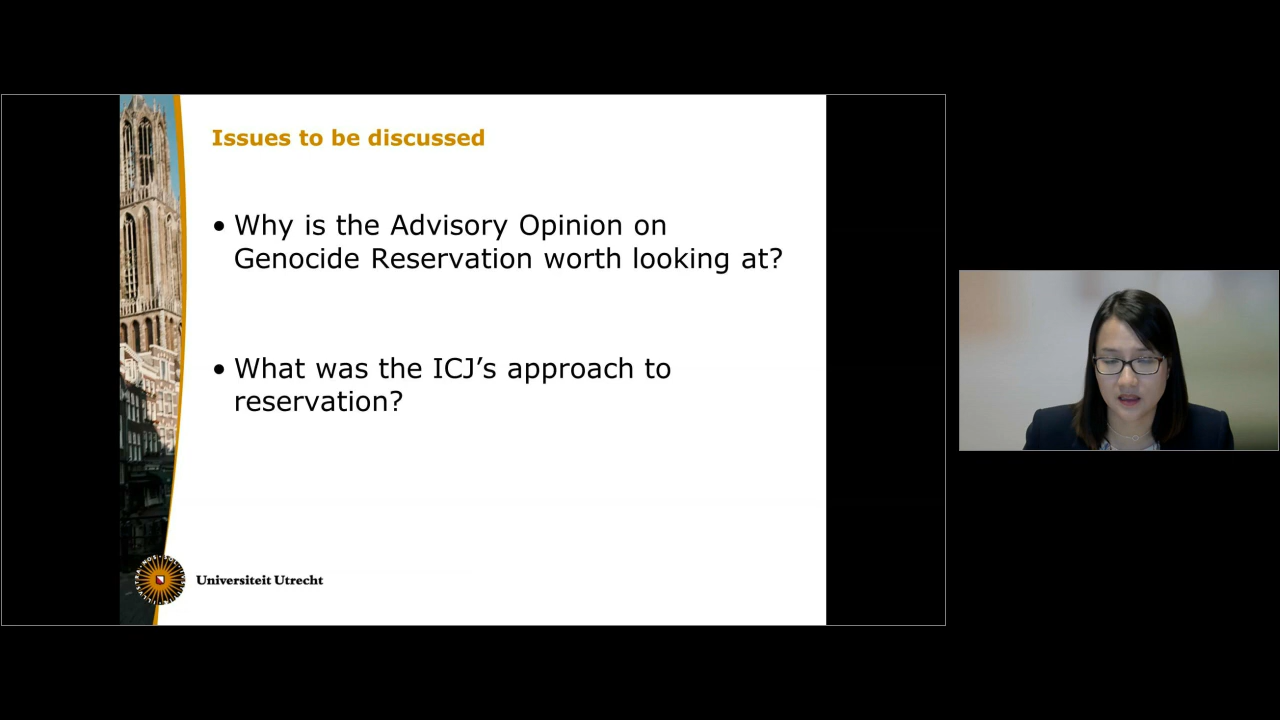 Issues to be discussed
• Why is the Advisory Opinion on
Genocide Reservation worth looking at?
• What was the ICJ’s approach to
reservation?
Universiteit Utrecht